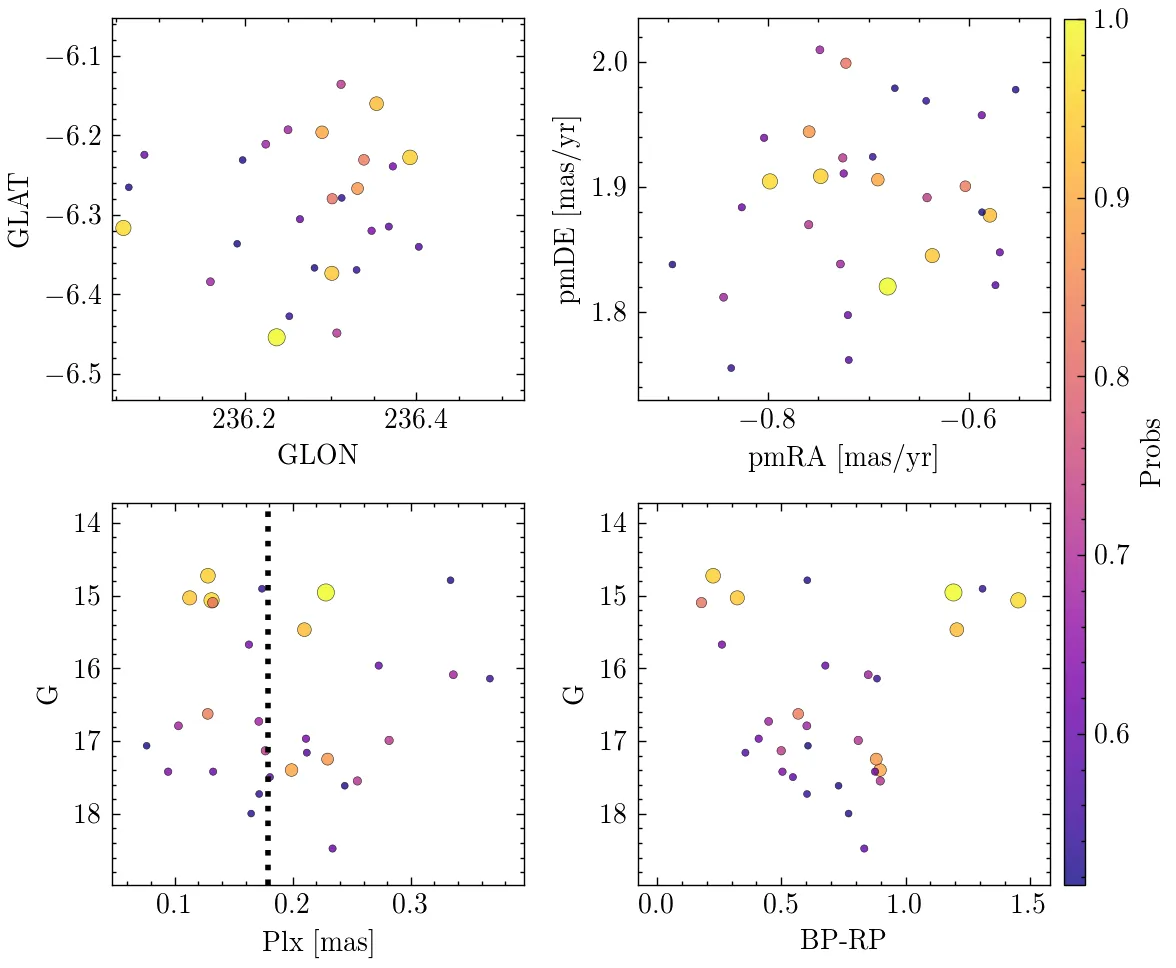 −6.1
−6.2
−6.3
−6.4
−6.5
GLAT
236.2 236.4
GLON
2.0
1.9
1.8
pmDE [mas/yr]
−0.8 −0.6
pmRA [mas/yr]
1.0
0.9
0.8
0.7
0.6
Probs
14
15
16
17
18
G
0.1 0.2 0.3
Plx [mas]
14
15
16
17
18
G
0.0 0.5 1.0 1.5
BP-RP